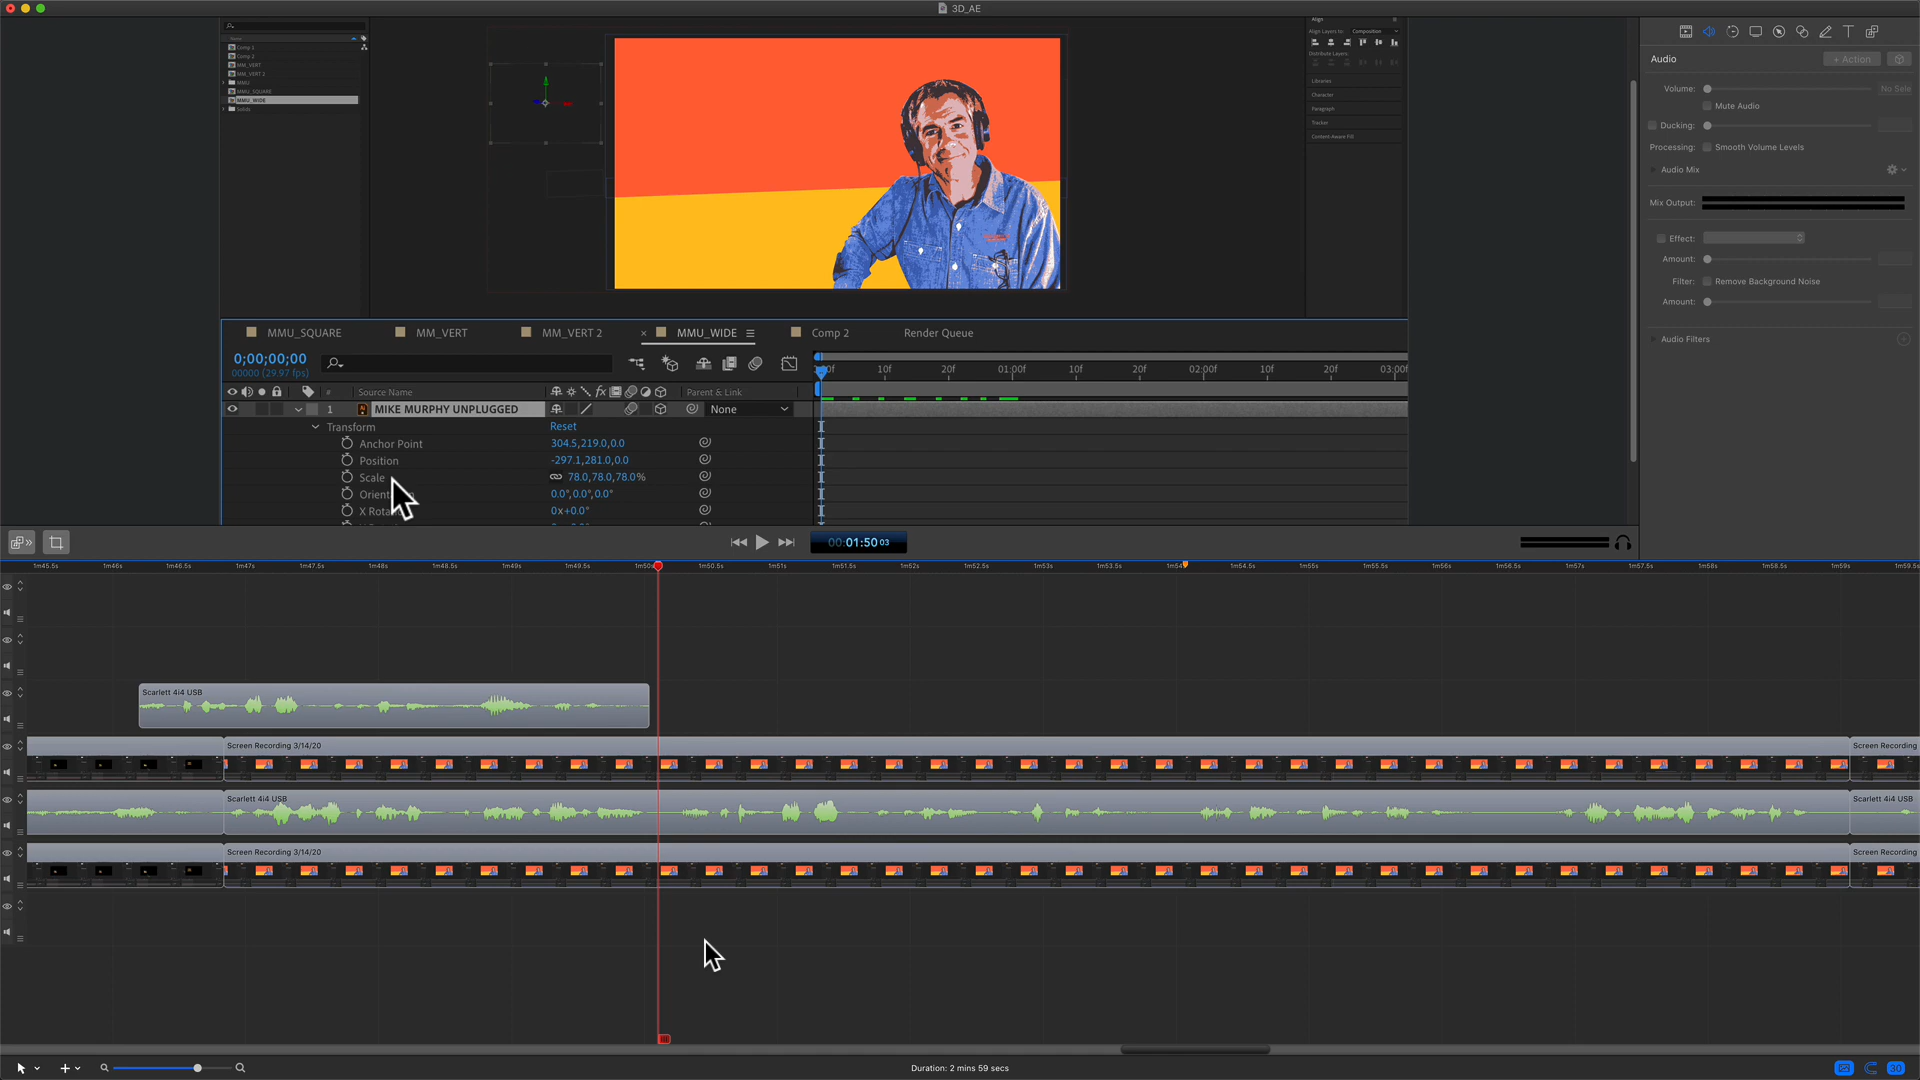 3D_AE
Name
Comp 1
Comp 2
MM_VERT
MM_VERT 2
MMU
MMU_SQUARE
MMU_WIDE
Solids
Align
Align Layers to: Composition
Distribute Layers:
Libraries
Character
Paragraph
Tracker
Content-Aware Fill
Audio
+ Action
Volume:
No Sele
Mute Audio
Ducking:
Processing: Smooth Volume Levels
Audio Mix
Mix Output:
Effect:
Amount:
Filter: Remove Background Noise
Amount:
Audio Filters
MMU_SQUARE MM_VERT MM_VERT 2 × MMU_WIDE Comp 2 Render Queue
0;00;00;00
00000 (29.97 fps)
:00f 10f 20f 01:00f 10f 20f 02:00f 10f 20f 03:00f
# Source Name fx Parent & Link
1 MIKE MURPHY UNPLUGGED None
Transform Reset
Anchor Point 304.5,219.0,0.0
Position -297.1,281.0,0.0
Scale 78.0,78.0,78.0%
Orient 0.0°,0.0°,0.0°
X Rota 0x+0.0°
00:01:50 03
1m45.5s 1m46s 1m46.5s 1m47s 1m47.5s 1m48s 1m48.5s 1m49s 1m49.5s 1m50s 1m50.5s 1m51s 1m51.5s 1m52s 1m52.5s 1m53s 1m53.5s 1m54s 1m54.5s 1m55s 1m55.5s 1m56s 1m56.5s 1m57s 1m57.5s 1m58s 1m58.5s 1m59s 1m59.5s
Scarlett 4i4 USB
Screen Recording 3/14/20 Screen Recording
Scarlett 4i4 USB Scarlett 4i4 USB
Screen Recording 3/14/20 Screen Recording
Duration: 2 mins 59 secs
30